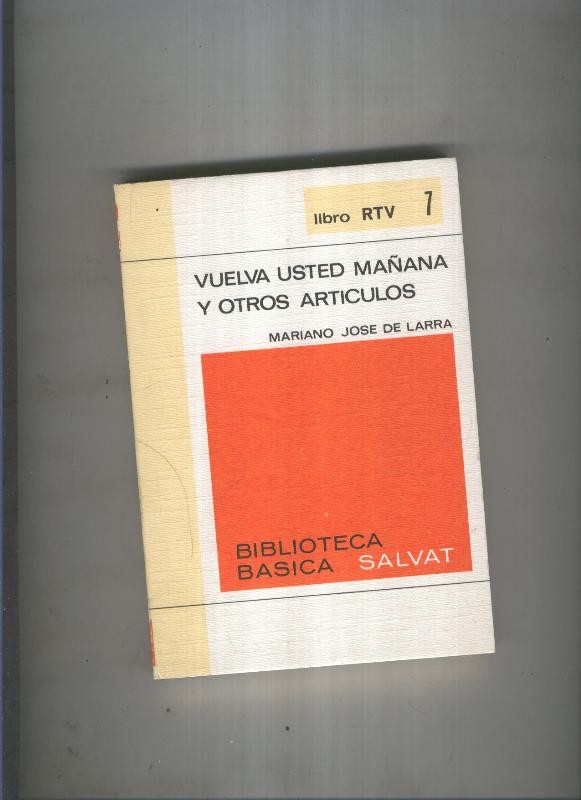 libro RTV 7
VUELVA USTED MAÑANA
Y OTROS ARTICULOS
MARIANO JOSE DE LARRA
BIBLIOTECA
BASICA SALVAT